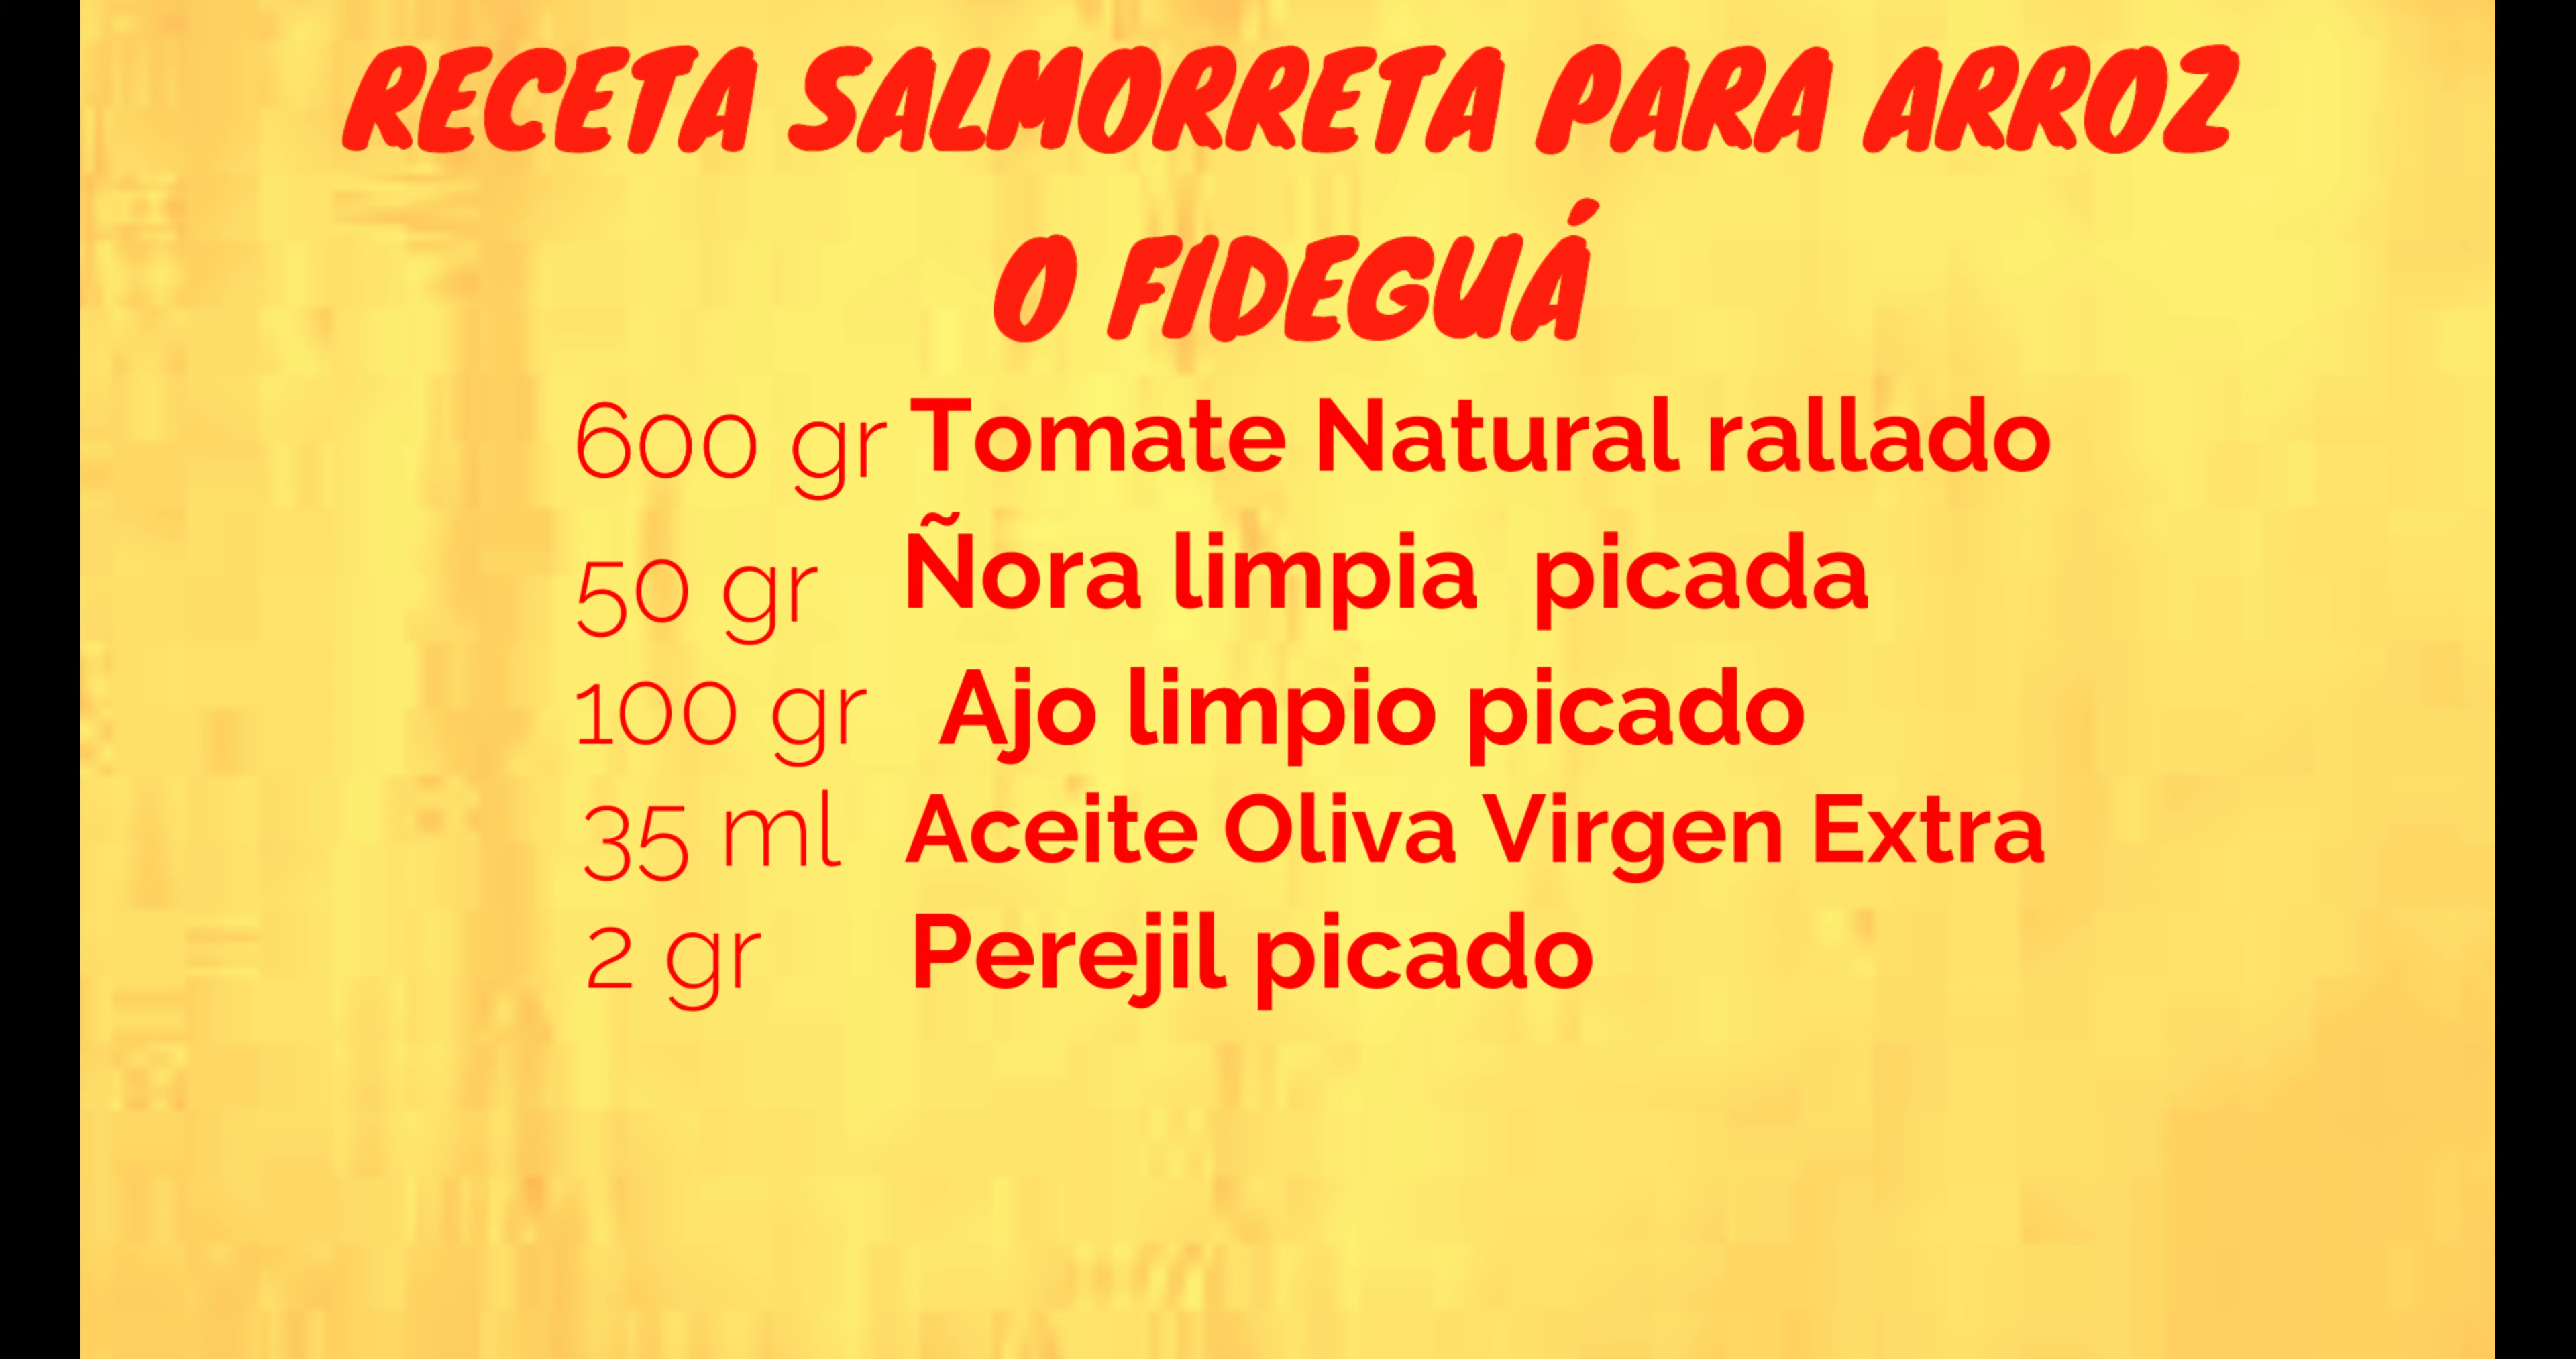 RECETA SALMORRETA PARA ARROZ
O FIDEGUÁ
600 gr Tomate Natural rallado
50 gr Ñora limpia picada
100 gr Ajo limpio picado
35 ml Aceite Oliva Virgen Extra
2 gr Perejil picado